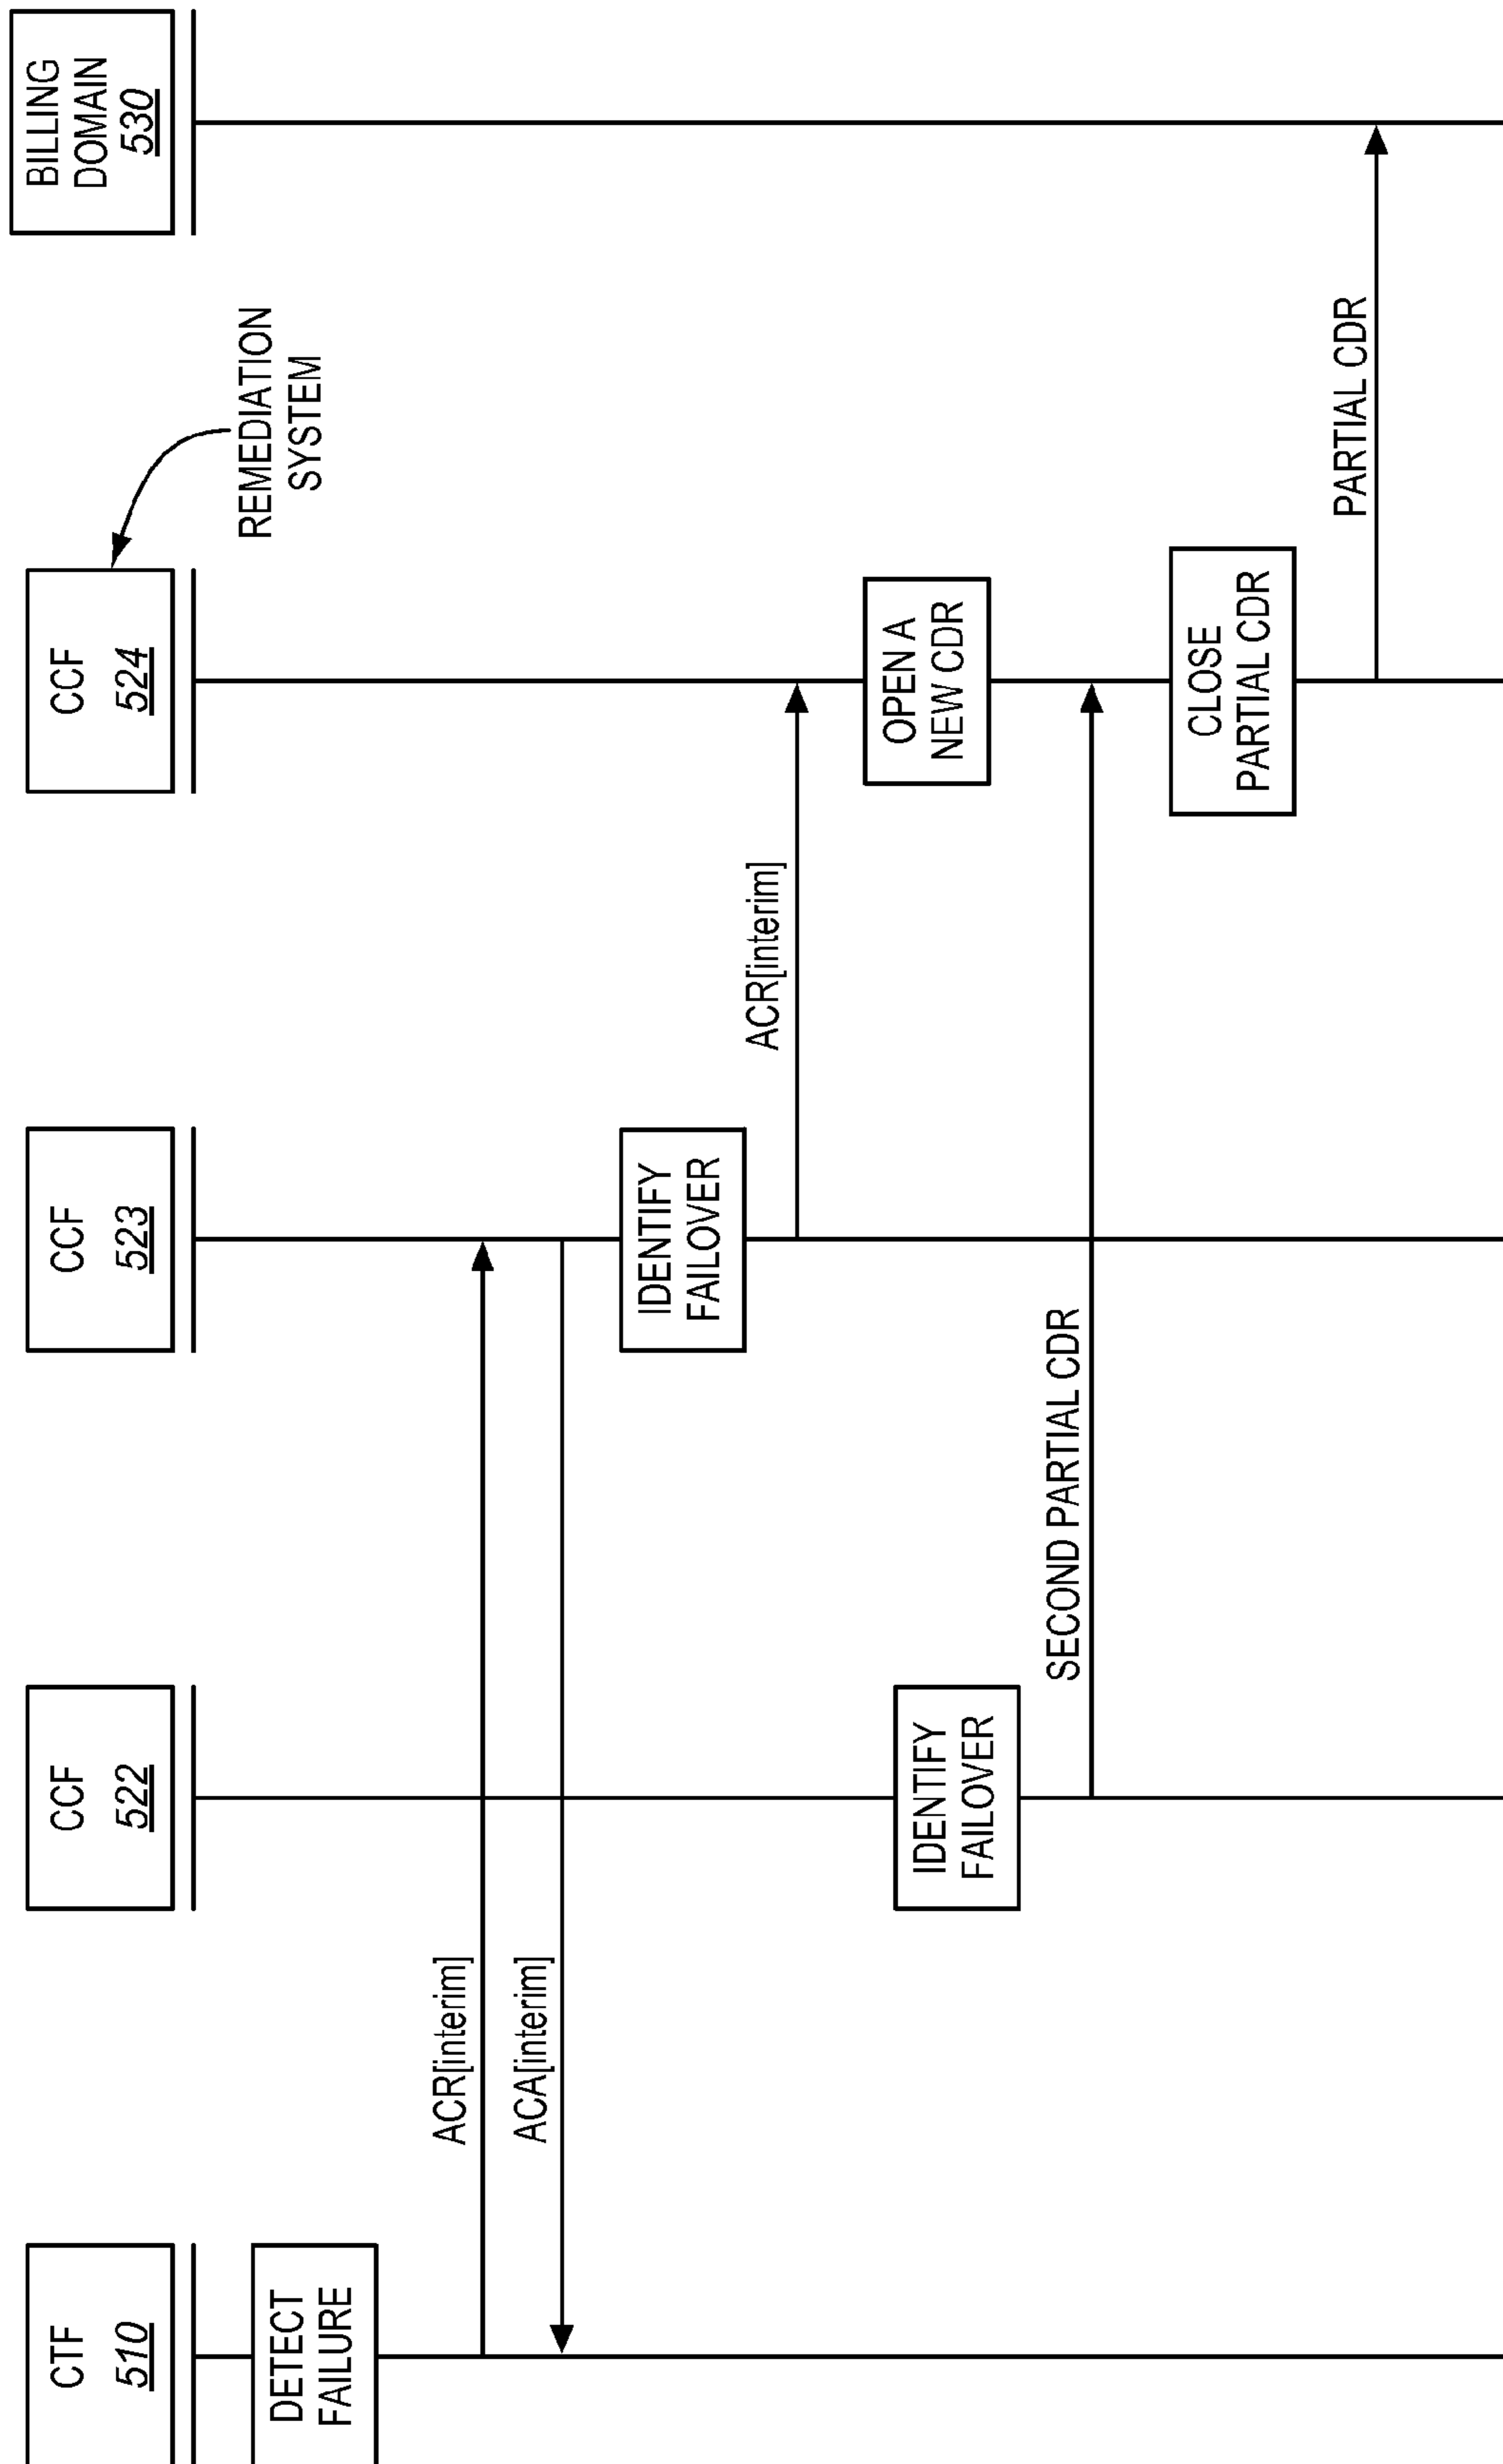 CTF
510
CCF
522
CCF
523
CCF
524
BILLING
DOMAIN
530
REMEDIATION
SYSTEM
DETECT
FAILURE
ACR[interim]
ACA[interim]
IDENTIFY
FAILOVER
ACR[interim]
OPEN A
NEW CDR
IDENTIFY
FAILOVER
SECOND PARTIAL CDR
CLOSE
PARTIAL CDR
PARTIAL CDR